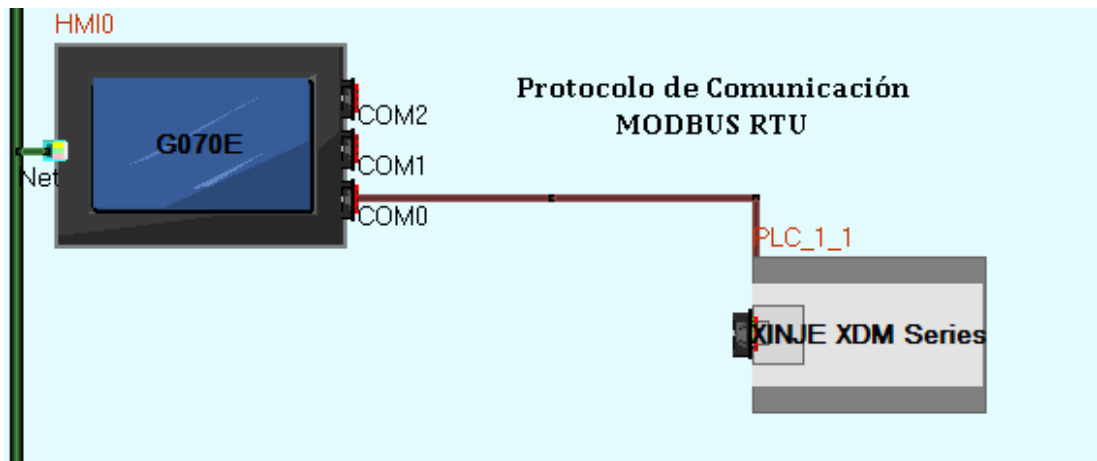 HMI0
Protocolo de Comunicación
MODBUS RTU
G070E
COM2
COM1
COM0
Net
PLC_1_1
XINJE XDM Series